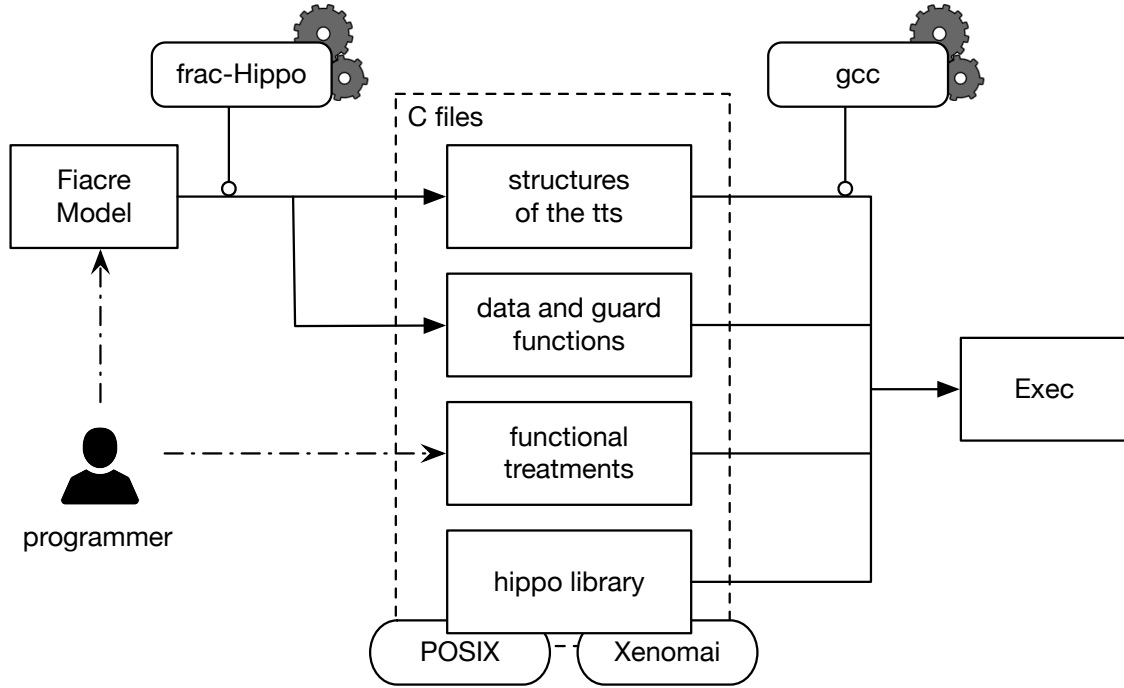 frac-Hippo
gcc
C files
Fiacre
Model
structures
of the tts
data and guard
functions
Exec
functional
treatments
programmer
hippo library
POSIX
Xenomai